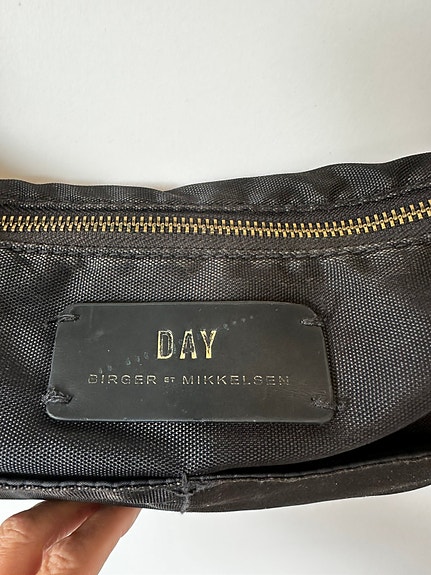 DAY
BIRGER ET MIKKELSEN